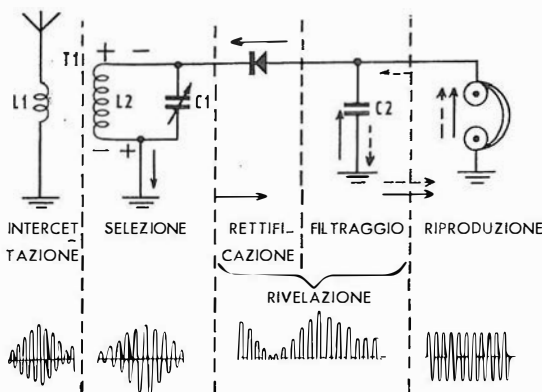 T1
+ -
L1
L2
C1
C2
- +
INTERCET
TAZIONE
SELEZIONE
RETTIFI-
CAZIONE
FILTRAGGIO
RIPRODUZIONE
RIVELAZIONE